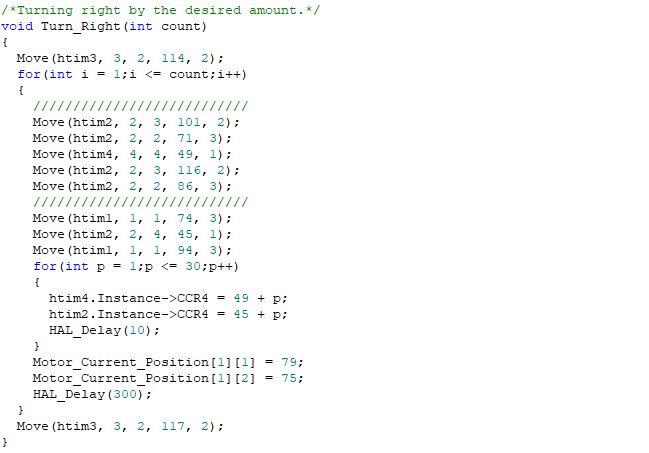 /*Turning right by the desired amount.*/
void Turn_Right(int count)
{
  Move(htim3, 3, 2, 114, 2);
  for(int i = 1;i <= count;i++)
  {
    ///////////////////////////
    Move(htim2, 2, 3, 101, 2);
    Move(htim2, 2, 2, 71, 3);
    Move(htim4, 4, 4, 49, 1);
    Move(htim2, 2, 3, 116, 2);
    Move(htim2, 2, 2, 86, 3);
    ///////////////////////////
    Move(htim1, 1, 1, 74, 3);
    Move(htim2, 2, 4, 45, 1);
    Move(htim1, 1, 1, 94, 3);
    for(int p = 1;p <= 30;p++)
    {
      htim4.Instance->CCR4 = 49 + p;
      htim2.Instance->CCR4 = 45 + p;
      HAL_Delay(10);
    }
    Motor_Current_Position[1][1] = 79;
    Motor_Current_Position[1][2] = 75;
    HAL_Delay(300);
  }
  Move(htim3, 3, 2, 117, 2);
}